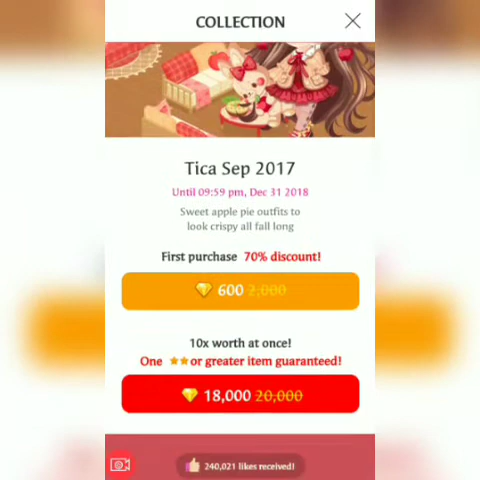 COLLECTION
Tica Sep 2017
Until 09:59 pm, Dec 31 2018
Sweet apple pie outfits to
look crispy all fall long
First purchase 70% discount!
600 2,000
10x worth at once!
One ★★or greater item guaranteed!
18,000 20,000
240,021 likes received!